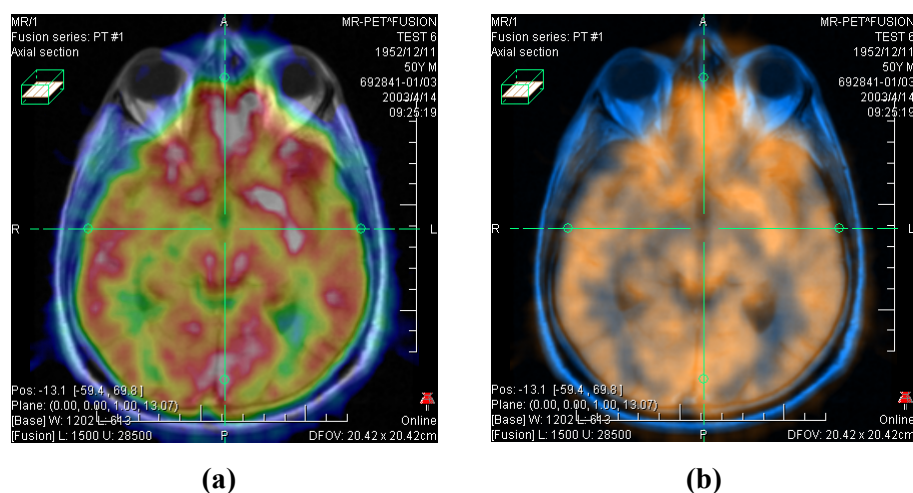 MR/1
Fusion series: PT #1
Axial section
A
MR-PET^FUSION
TEST 6
1952/12/11
50Y M
692841-01/03
2003/4/14
09:25:19
R
L
Pos: -13.1 [-59.4, 69.8]
Plane: (0.00, 0.00, 1.00, 13.07)
[Base] W: 1202 L: 613
[Fusion] L: 1500 U: 28500
P
Online
DFOV: 20.42 x 20.42cm
MR/1
Fusion series: PT #1
Axial section
A
MR-PET^FUSION
TEST 6
1952/12/11
50Y M
692841-01/03
2003/4/14
09:25:19
R
L
Pos: -13.1 [-59.4, 69.8]
Plane: (0.00, 0.00, 1.00, 13.07)
[Base] W: 1202 L: 613
[Fusion] L: 1500 U: 28500
P
Online
DFOV: 20.42 x 20.42cm
(a)
(b)